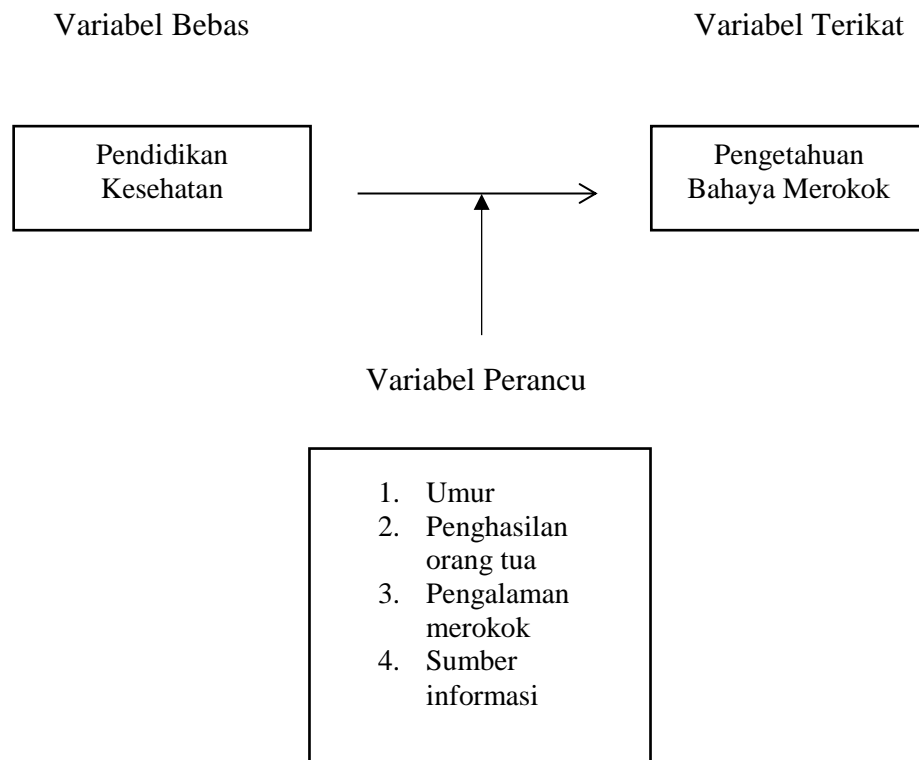 Variabel Bebas
Variabel Terikat
Pendidikan
Kesehatan
Pengetahuan
Bahaya Merokok
Variabel Perancu
1. Umur
2. Penghasilan
orang tua
3. Pengalaman
merokok
4. Sumber
informasi